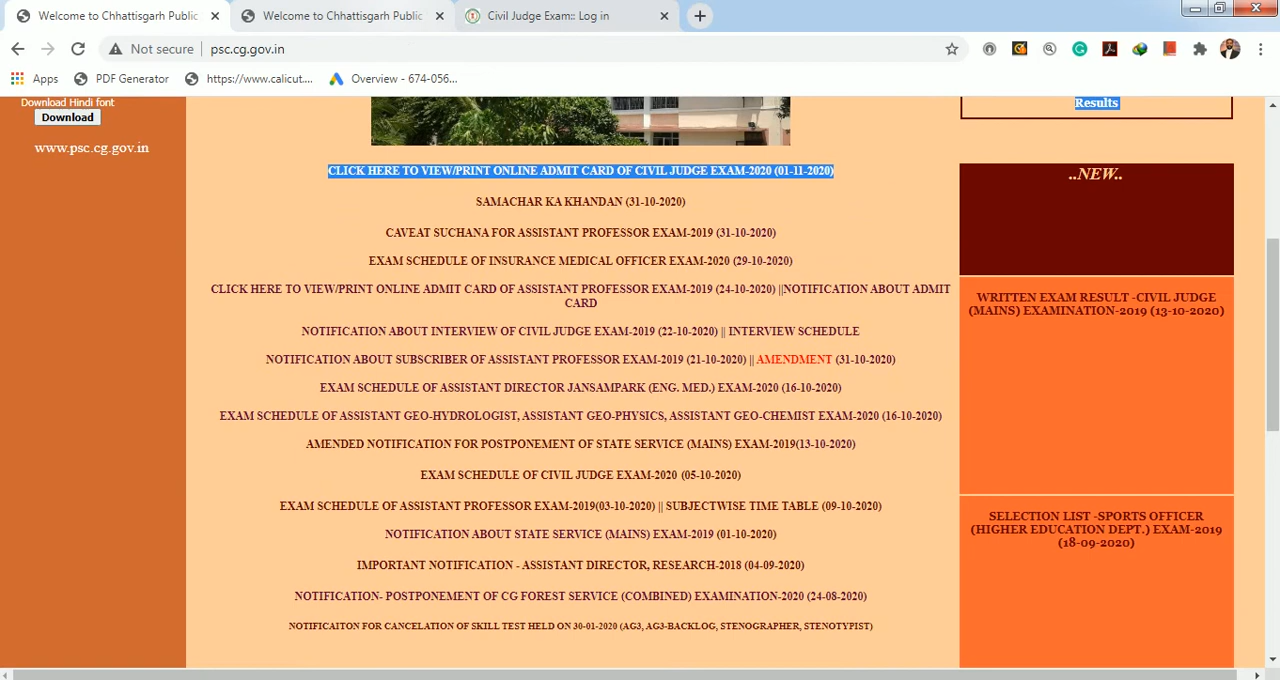 Welcome to Chhattisgarh Public
Welcome to Chhattisgarh Public
Civil Judge Exam:: Log in
Not secure
psc.cg.gov.in
Apps
PDF Generator
https://www.calicut....
Overview - 674-056...
Download Hindi font
Download
www.psc.cg.gov.in
Results
CLICK HERE TO VIEW/PRINT ONLINE ADMIT CARD OF CIVIL JUDGE EXAM-2020 (01-11-2020)
SAMACHAR KA KHANDAN (31-10-2020)
CAVEAT SUCHANA FOR ASSISTANT PROFESSOR EXAM-2019 (31-10-2020)
EXAM SCHEDULE OF INSURANCE MEDICAL OFFICER EXAM-2020 (29-10-2020)
CLICK HERE TO VIEW/PRINT ONLINE ADMIT CARD OF ASSISTANT PROFESSOR EXAM-2019 (24-10-2020) ||NOTIFICATION ABOUT ADMIT
CARD
NOTIFICATION ABOUT INTERVIEW OF CIVIL JUDGE EXAM-2019 (22-10-2020) || INTERVIEW SCHEDULE
NOTIFICATION ABOUT SUBSCRIBER OF ASSISTANT PROFESSOR EXAM-2019 (21-10-2020) || AMENDMENT (31-10-2020)
EXAM SCHEDULE OF ASSISTANT DIRECTOR JANSAMPARK (ENG. MED.) EXAM-2020 (16-10-2020)
EXAM SCHEDULE OF ASSISTANT GEO-HYDROLOGIST, ASSISTANT GEO-PHYSICS, ASSISTANT GEO-CHEMIST EXAM-2020 (16-10-2020)
AMENDED NOTIFICATION FOR POSTPONEMENT OF STATE SERVICE (MAINS) EXAM-2019(13-10-2020)
EXAM SCHEDULE OF CIVIL JUDGE EXAM-2020 (05-10-2020)
EXAM SCHEDULE OF ASSISTANT PROFESSOR EXAM-2019(03-10-2020) || SUBJECTWISE TIME TABLE (09-10-2020)
NOTIFICATION ABOUT STATE SERVICE (MAINS) EXAM-2019 (01-10-2020)
IMPORTANT NOTIFICATION - ASSISTANT DIRECTOR, RESEARCH-2018 (04-09-2020)
NOTIFICATION- POSTPONEMENT OF CG FOREST SERVICE (COMBINED) EXAMINATION-2020 (24-08-2020)
NOTIFICAITON FOR CANCELATION OF SKILL TEST HELD ON 30-01-2020 (AG3, AG3-BACKLOG, STENOGRAPHER, STENOTYPIST)
..NEW..
WRITTEN EXAM RESULT -CIVIL JUDGE
(MAINS) EXAMINATION-2019 (13-10-2020)
SELECTION LIST -SPORTS OFFICER
(HIGHER EDUCATION DEPT.) EXAM-2019
(18-09-2020)